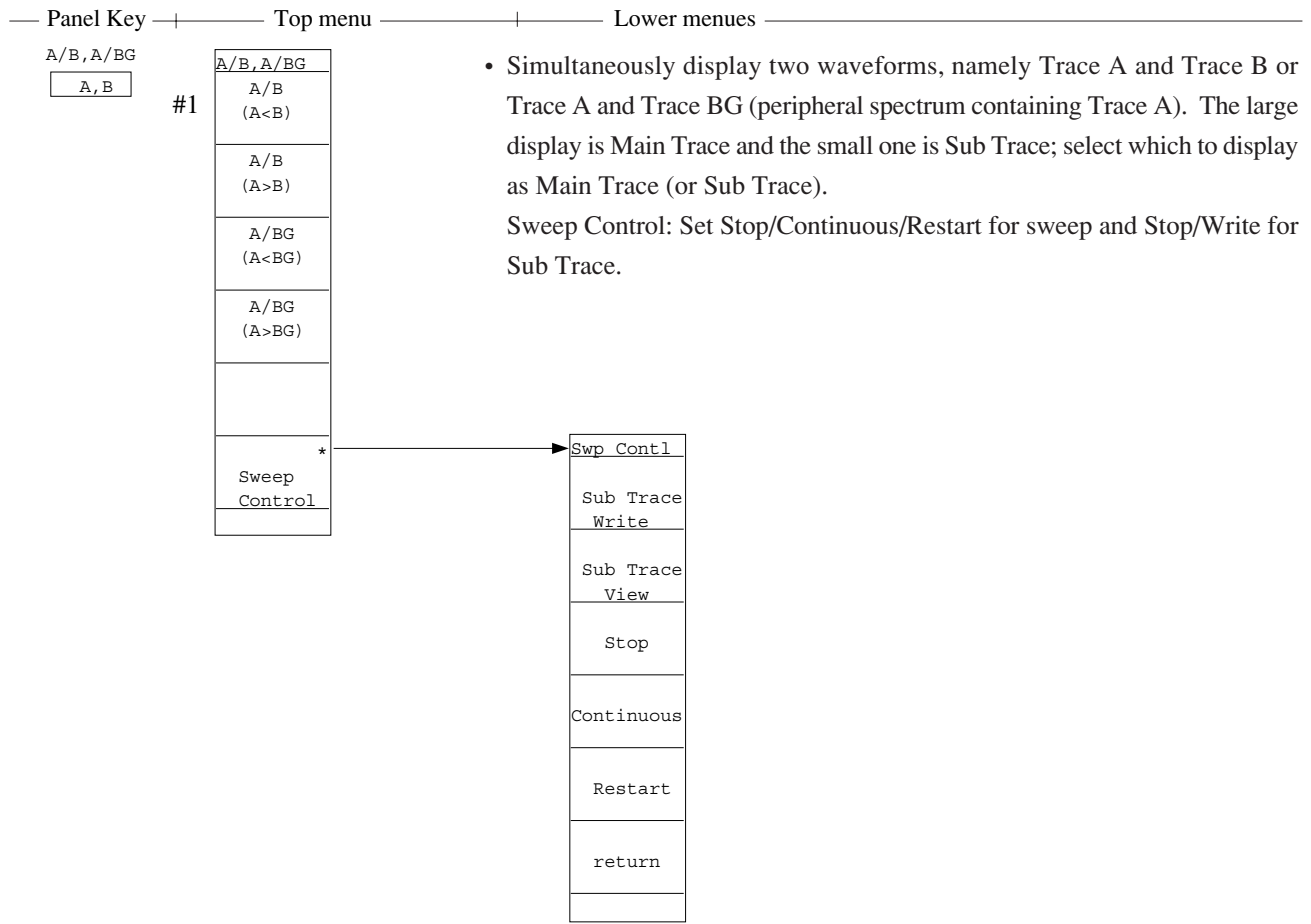 Panel Key
Top menu
Lower menues
A/B,A/BG
A,B
#1
A/B,A/BG
A/B
(A<B)
A/B
(A>B)
A/BG
(A<BG)
A/BG
(A>BG)
*
Sweep
Control
• Simultaneously display two waveforms, namely Trace A and Trace B or
Trace A and Trace BG (peripheral spectrum containing Trace A). The large
display is Main Trace and the small one is Sub Trace; select which to display
as Main Trace (or Sub Trace).
Sweep Control: Set Stop/Continuous/Restart for sweep and Stop/Write for
Sub Trace.
Swp Contl
Sub Trace
Write
Sub Trace
View
Stop
Continuous
Restart
return